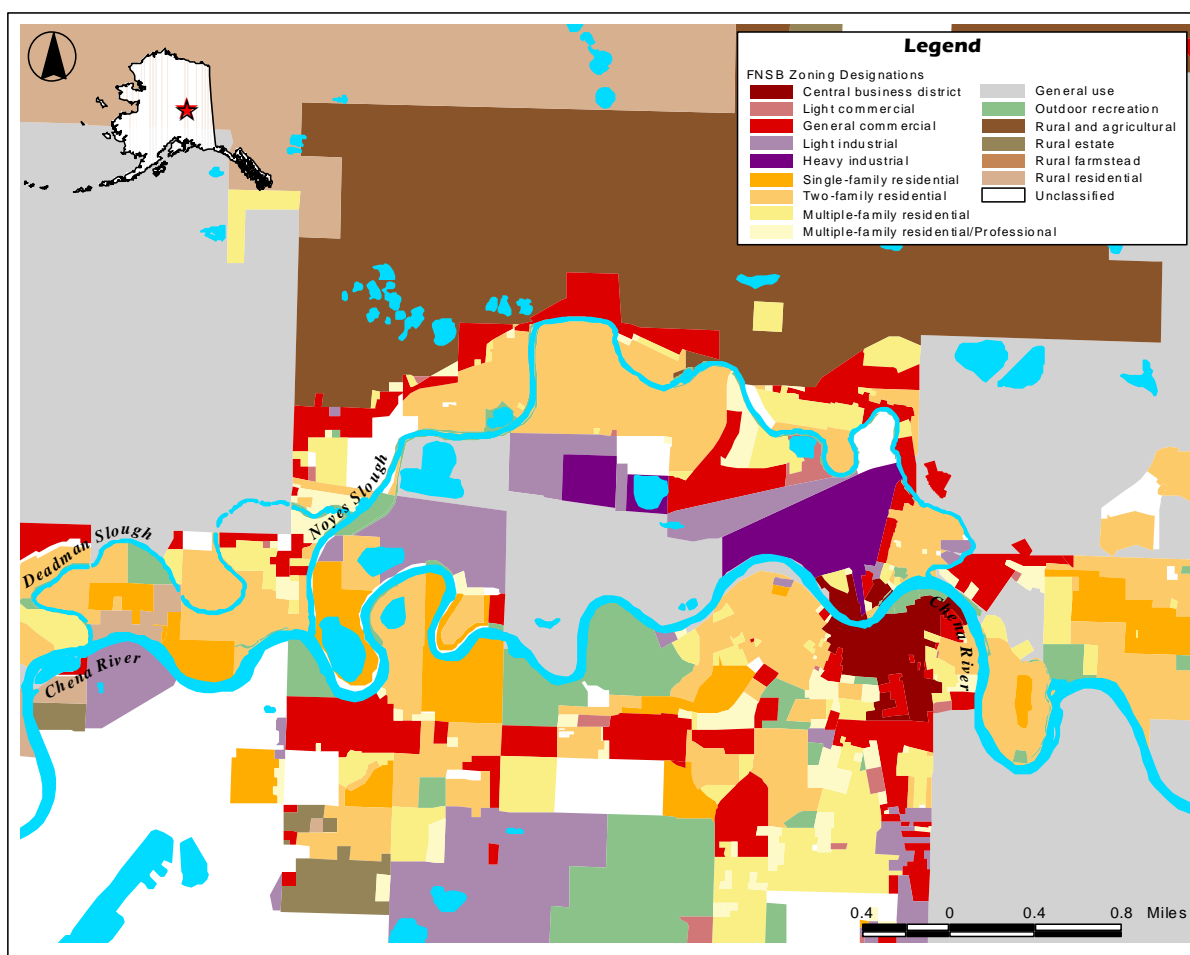 Legend
FNSB Zoning Designations
Central business district
Light commercial
General commercial
Light industrial
Heavy industrial
Single-family residential
Two-family residential
Multiple-family residential
Multiple-family residential/Professional
General use
Outdoor recreation
Rural and agricultural
Rural estate
Rural farmstead
Rural residential
Unclassified
Noyes Slough
Deadman Slough
Chena River
Chena River
0.4 0 0.4 0.8 Miles